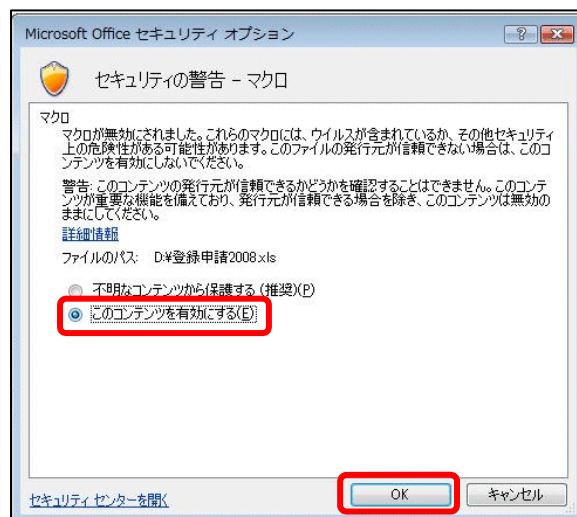 Microsoft Office セキュリティ オプション
セキュリティの警告 - マクロ
マクロ
マクロが無効にされました。これらのマクロには、ウイルスが含まれているか、その他セキュリティ
上の危険性がある可能性があります。このファイルの発行元が信頼できない場合は、このコ
ンテンツを有効にしないでください。
警告: このコンテンツの発行元が信頼できるかどうかを確認することはできません。このコンテ
ンツが重要な機能を備えており、発行元が信頼できる場合を除き、このコンテンツは無効の
ままにしてください。
詳細情報
ファイルのパス: D:¥登録申請2008.xls
不明なコンテンツから保護する (推奨)(P)
このコンテンツを有効にする(E)
セキュリティ センターを開く
OK
キャンセル